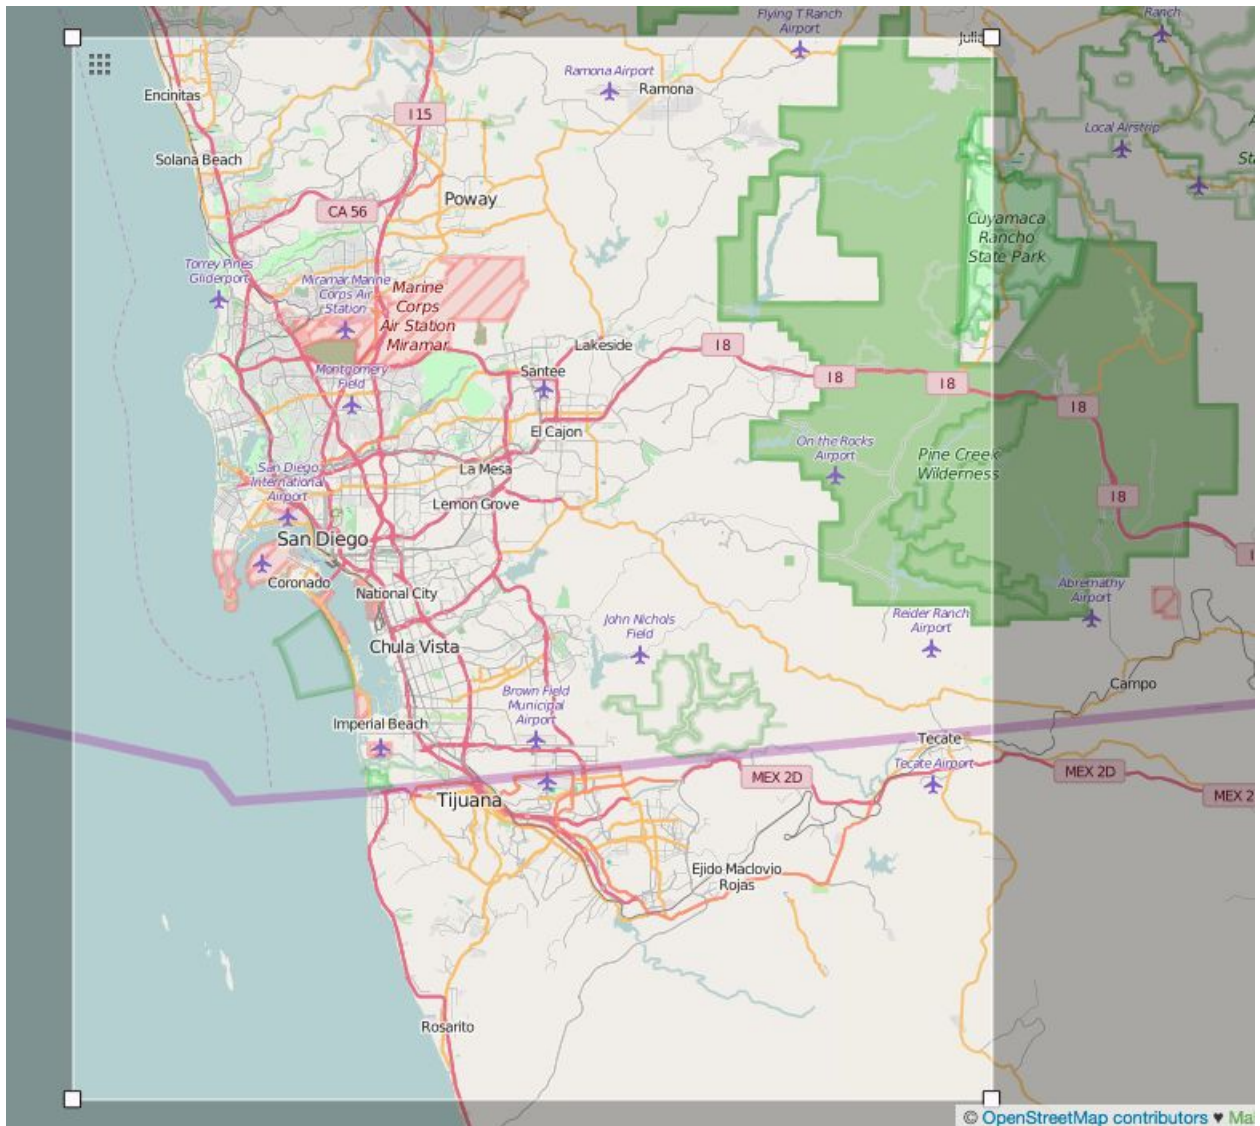 Flying T Ranch
Airport
Ranch
Encinitas
Ramona Airport
Ramona
I 15
Local Airstrip
Solana Beach
Poway
CA 56
Cuyamaca
Rancho
State Park
Torrey Pines
Gliderport
Miramar Marine
Corps Air
Station
Marine
Corps
Air Station
Miramar
Lakeside
I 8
Santee
Montgomery
Field
I 8
I 8
I 8
El Cajon
On the Rocks
Airport
Pine Creek
Wilderness
La Mesa
San Diego
International
Airport
Lemon Grove
I 8
San Diego
Coronado
National City
Abremathy
Airport
John Nichols
Field
Reider Ranch
Airport
Chula Vista
Campo
Brown Field
Municipal
Airport
Imperial Beach
Tecate
Tecate Airport
MEX 2D
MEX 2D
MEX 2
Tijuana
Ejido Maclovio
Rojas
Rosarito
© OpenStreetMap contributors ♥